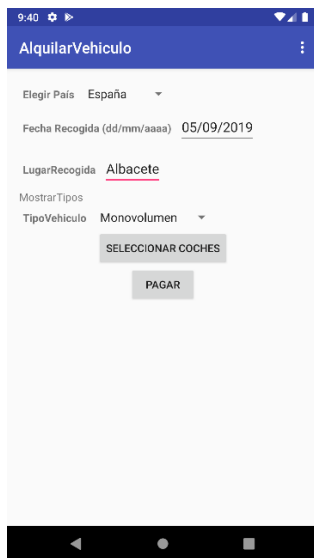 9:40
AlquilarVehiculo
Elegir País España
Fecha Recogida (dd/mm/aaaa) 05/09/2019
LugarRecogida Albacete
MostrarTipos
TipoVehiculo Monovolumen
SELECCIONAR COCHES
PAGAR